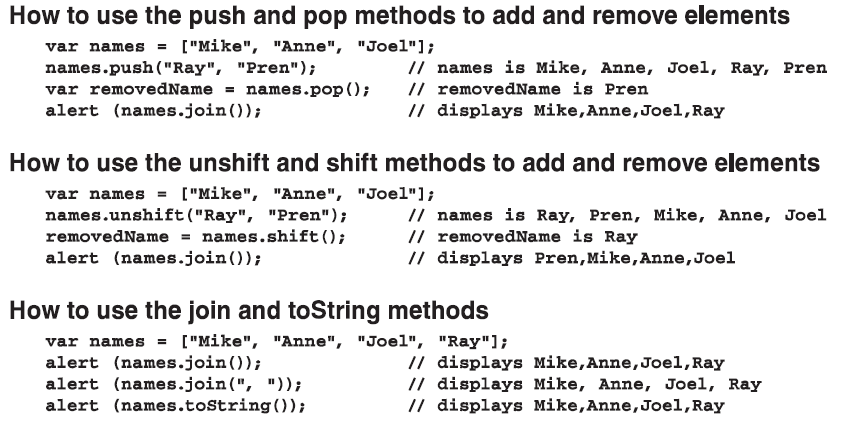 How to use the push and pop methods to add and remove elements
var names = ["Mike", "Anne", "Joel"];
names.push("Ray", "Pren");          // names is Mike, Anne, Joel, Ray, Pren
var removedName = names.pop();   // removedName is Pren
alert (names.join());               // displays Mike,Anne,Joel,Ray
How to use the unshift and shift methods to add and remove elements
var names = ["Mike", "Anne", "Joel"];
names.unshift("Ray", "Pren");      // names is Ray, Pren, Mike, Anne, Joel
removedName = names.shift();       // removedName is Ray
alert (names.join());               // displays Pren,Mike,Anne,Joel
How to use the join and toString methods
var names = ["Mike", "Anne", "Joel", "Ray"];
alert (names.join());               // displays Mike,Anne,Joel,Ray
alert (names.join(", "));           // displays Mike, Anne, Joel, Ray
alert (names.toString());           // displays Mike,Anne,Joel,Ray